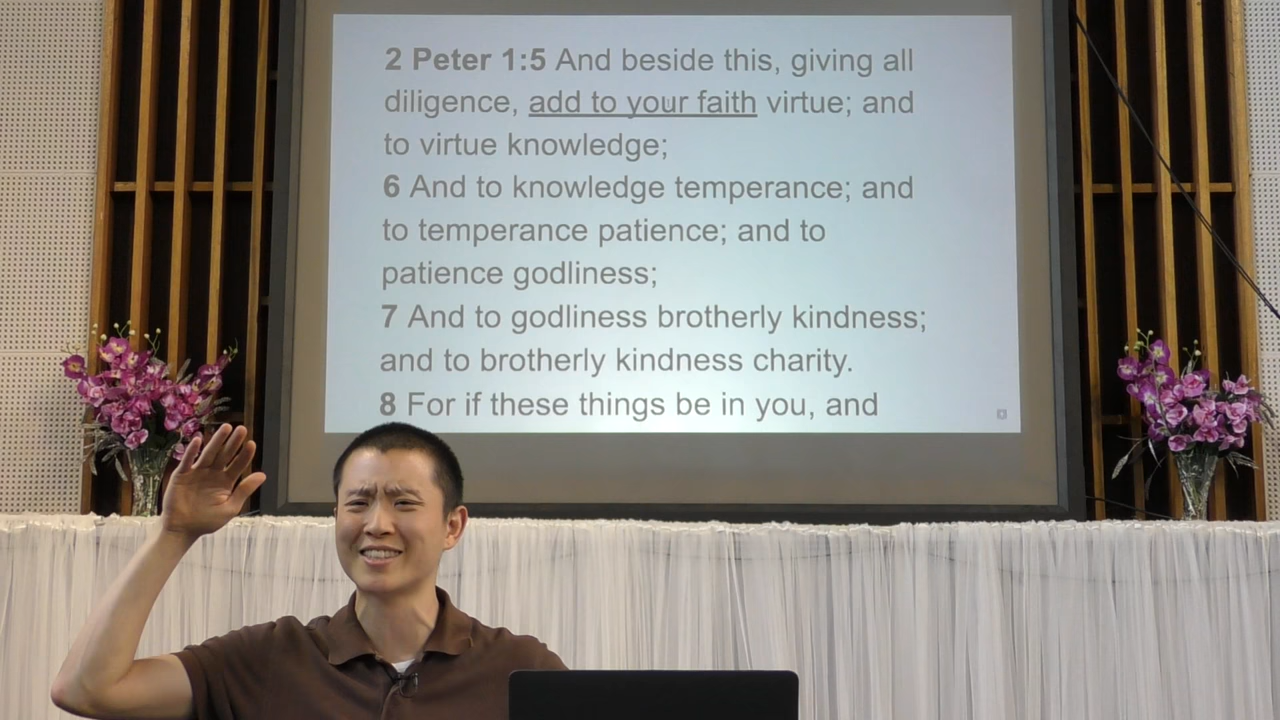 2 Peter 1:5 And beside this, giving all
diligence, add to your faith virtue; and
to virtue knowledge;
6 And to knowledge temperance; and
to temperance patience; and to
patience godliness;
7 And to godliness brotherly kindness;
and to brotherly kindness charity.
8 For if these things be in you, and